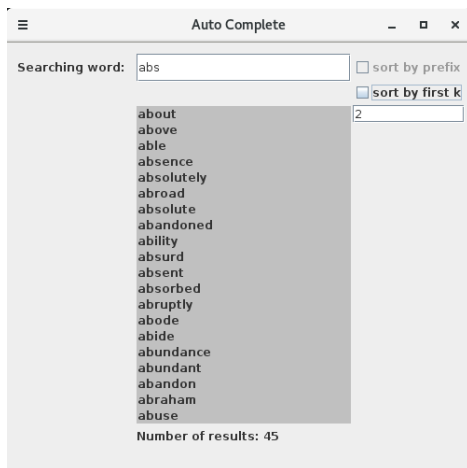 Auto Complete
Searching word: abs
sort by prefix
sort by first k
2
about
above
able
absence
absolutely
abroad
absolute
abandoned
ability
absurd
absent
absorbed
abruptly
abode
abide
abundance
abundant
abandon
abraham
abuse
Number of results: 45